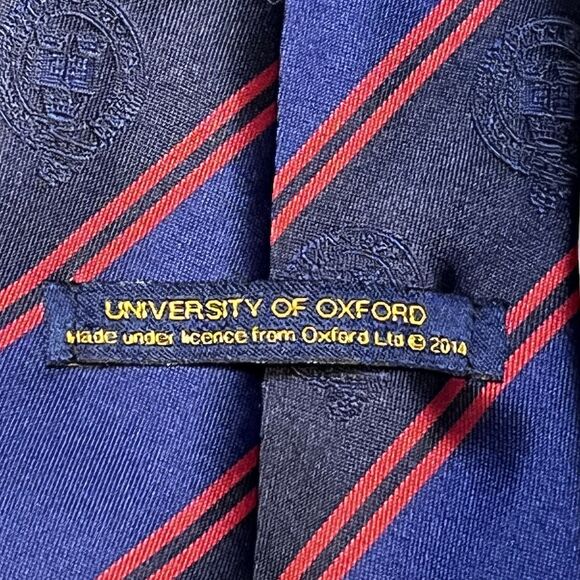 UNIVERSITY OF OXFORD
Made under licence from Oxford Ltd © 2014